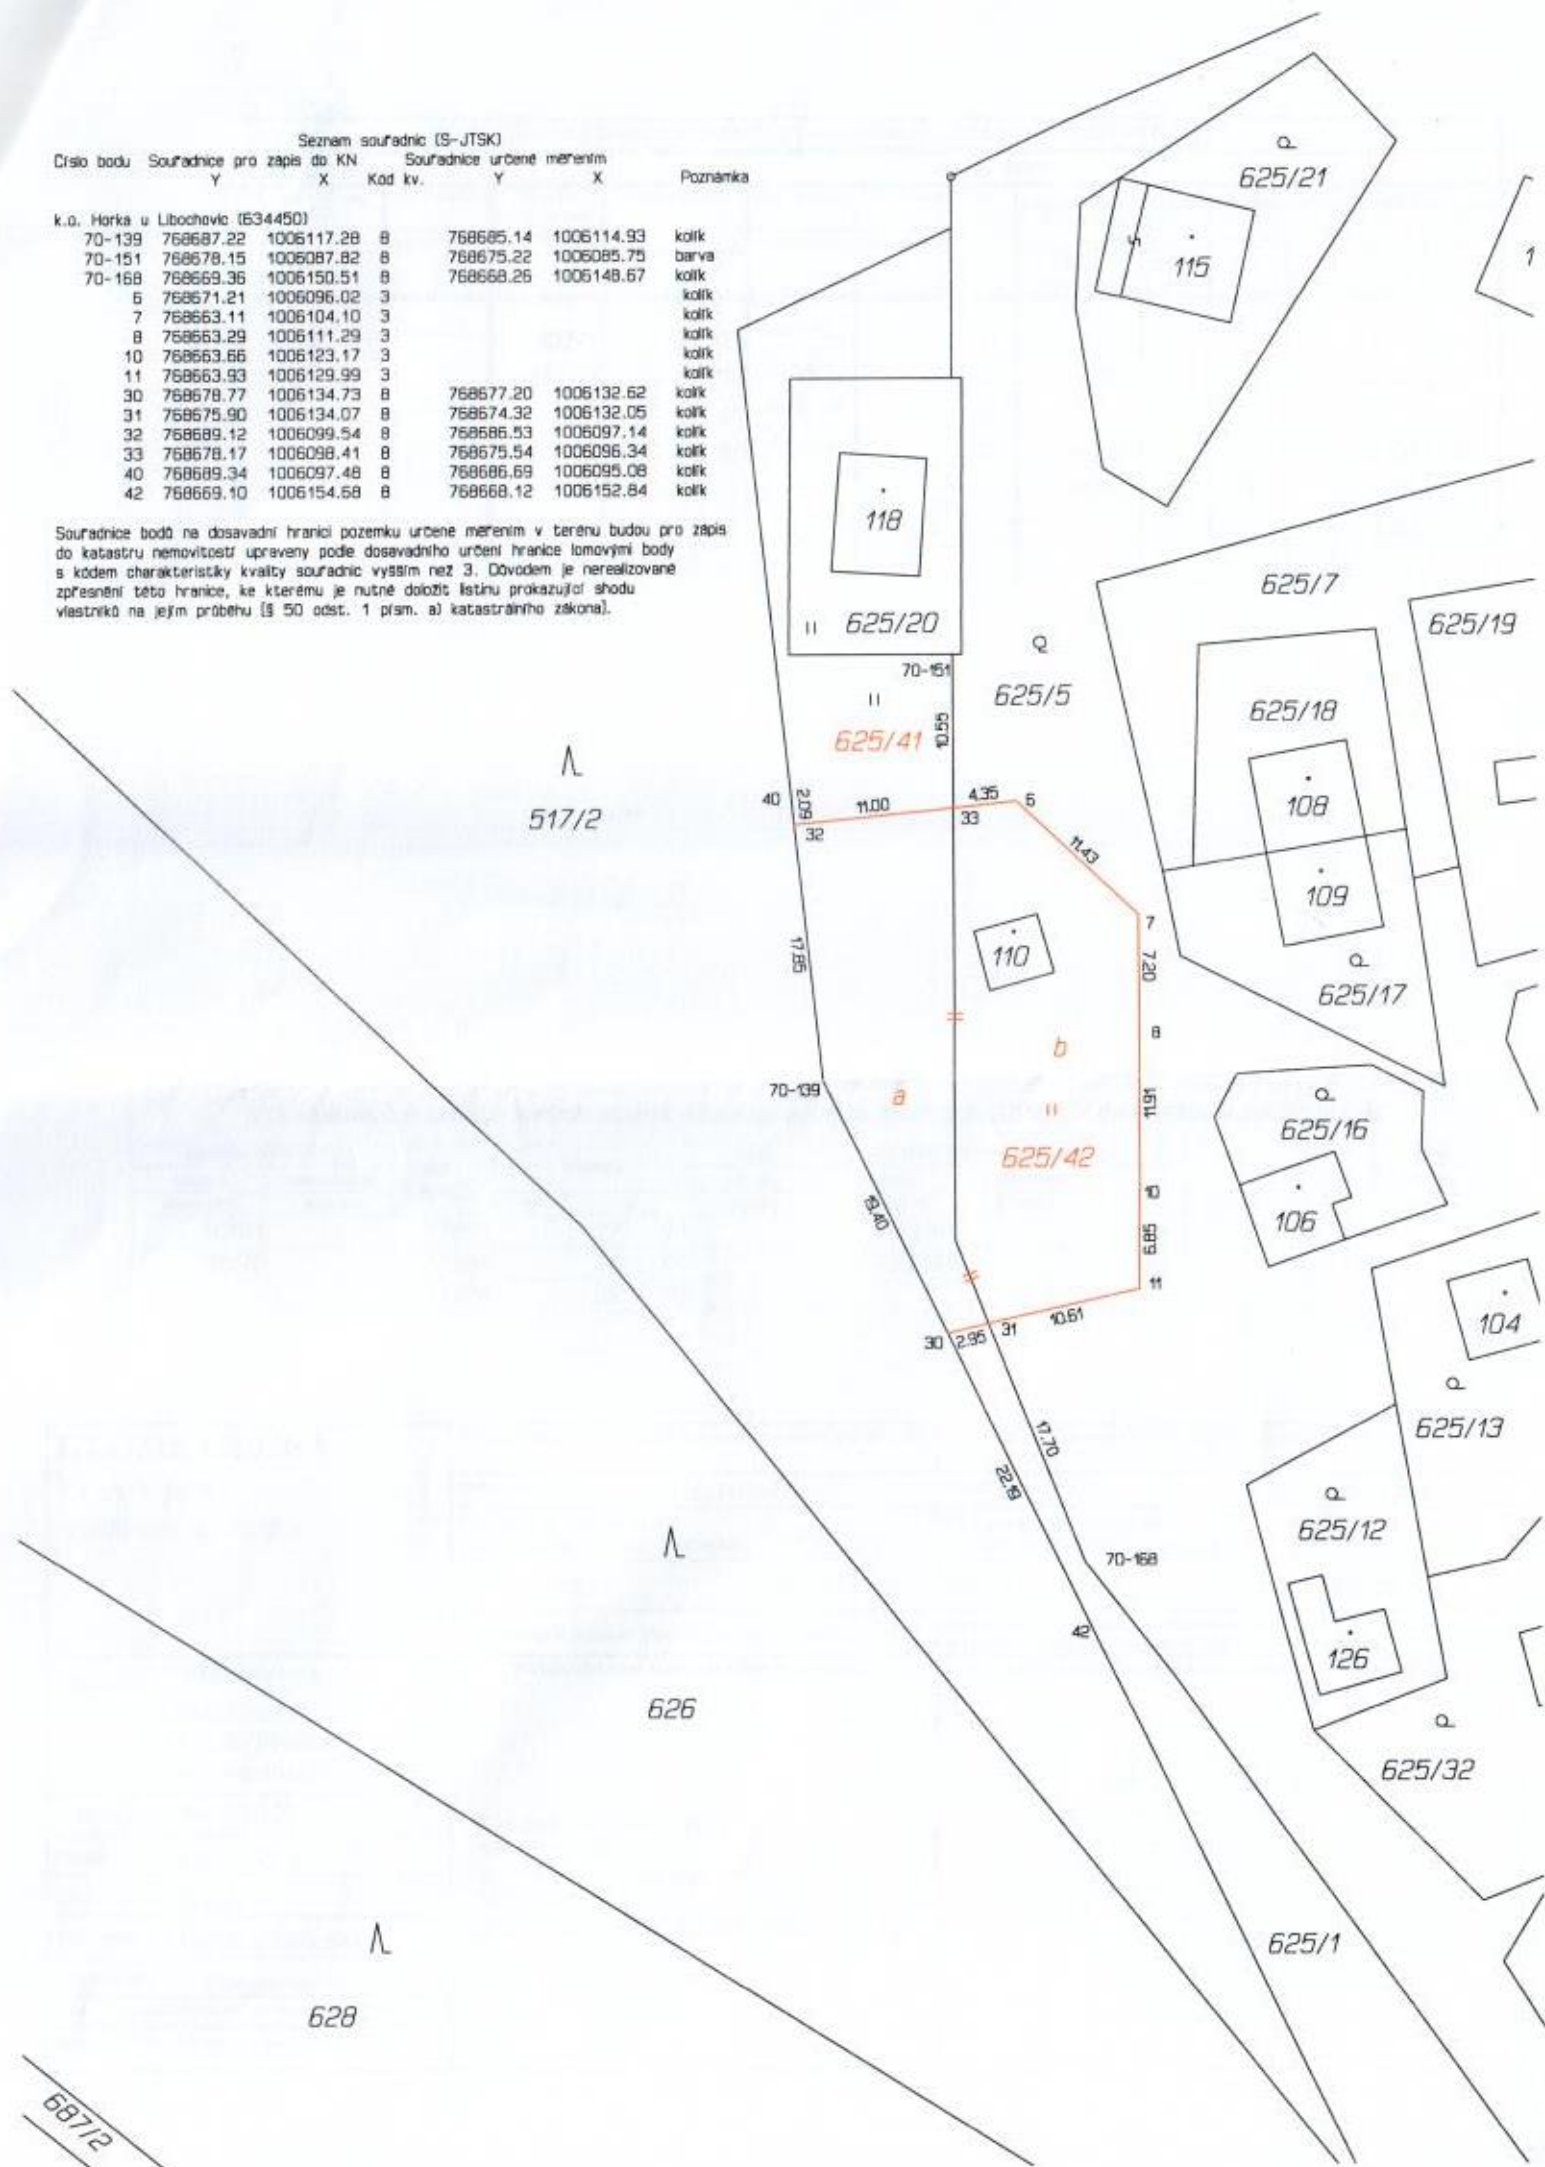 Seznam souřadnic (S-JTSK)
Číslo bodu Souřadnice pro zápis do KN Souřadnice určené měřením
Y X Kód kv. Y X Poznámka
k.ú. Horka u Libochovic (634450)
70-139 768687.22 1006117.28 8 768685.14 1006114.93 kolík
70-151 768678.15 1006087.82 8 768675.22 1006085.75 barva
70-168 768669.36 1006150.51 8 768668.26 1006148.67 kolík
6 768671.21 1006096.02 3 kolík
7 768663.11 1006104.10 3 kolík
8 768663.29 1006111.29 3 kolík
10 768663.66 1006123.17 3 kolík
11 768663.93 1006129.99 3 kolík
30 768678.77 1006134.73 8 768677.20 1006132.62 kolík
31 768675.90 1006134.07 8 768674.32 1006132.05 kolík
32 768689.12 1006099.54 8 768686.53 1006097.14 kolík
33 768678.17 1006098.41 8 768675.54 1006096.34 kolík
40 768689.34 1006097.48 8 768686.69 1006095.08 kolík
42 768669.10 1006154.68 8 768668.12 1006152.84 kolík
Souřadnice bodů na dosavadní hranici pozemku určené měřením v terénu budou pro zápis
do katastru nemovitostí upraveny podle dosavadního určení hranice lomovými body
s kódem charakteristiky kvality souřadnic vyšším než 3. Důvodem je nerealizované
zpřesnění této hranice, ke kterému je nutné doložit listinu prokazující shodu
vlastníků na jejím průběhu (§ 50 odst. 1 písm. a) katastrálního zákona).
625/21
115
1
118
625/20
625/7
625/19
70-151
625/5
625/18
625/41
10.55
517/2
40
2.09
11.00
4.35
6
33
32
108
11.43
109
7
110
7.20
17.85
625/17
8
b
70-139
a
11.91
625/16
625/42
10
106
19.40
6.85
11
104
10.61
31
30
2.95
625/13
17.70
22.19
625/12
70-168
42
126
626
625/32
625/1
628
687/2